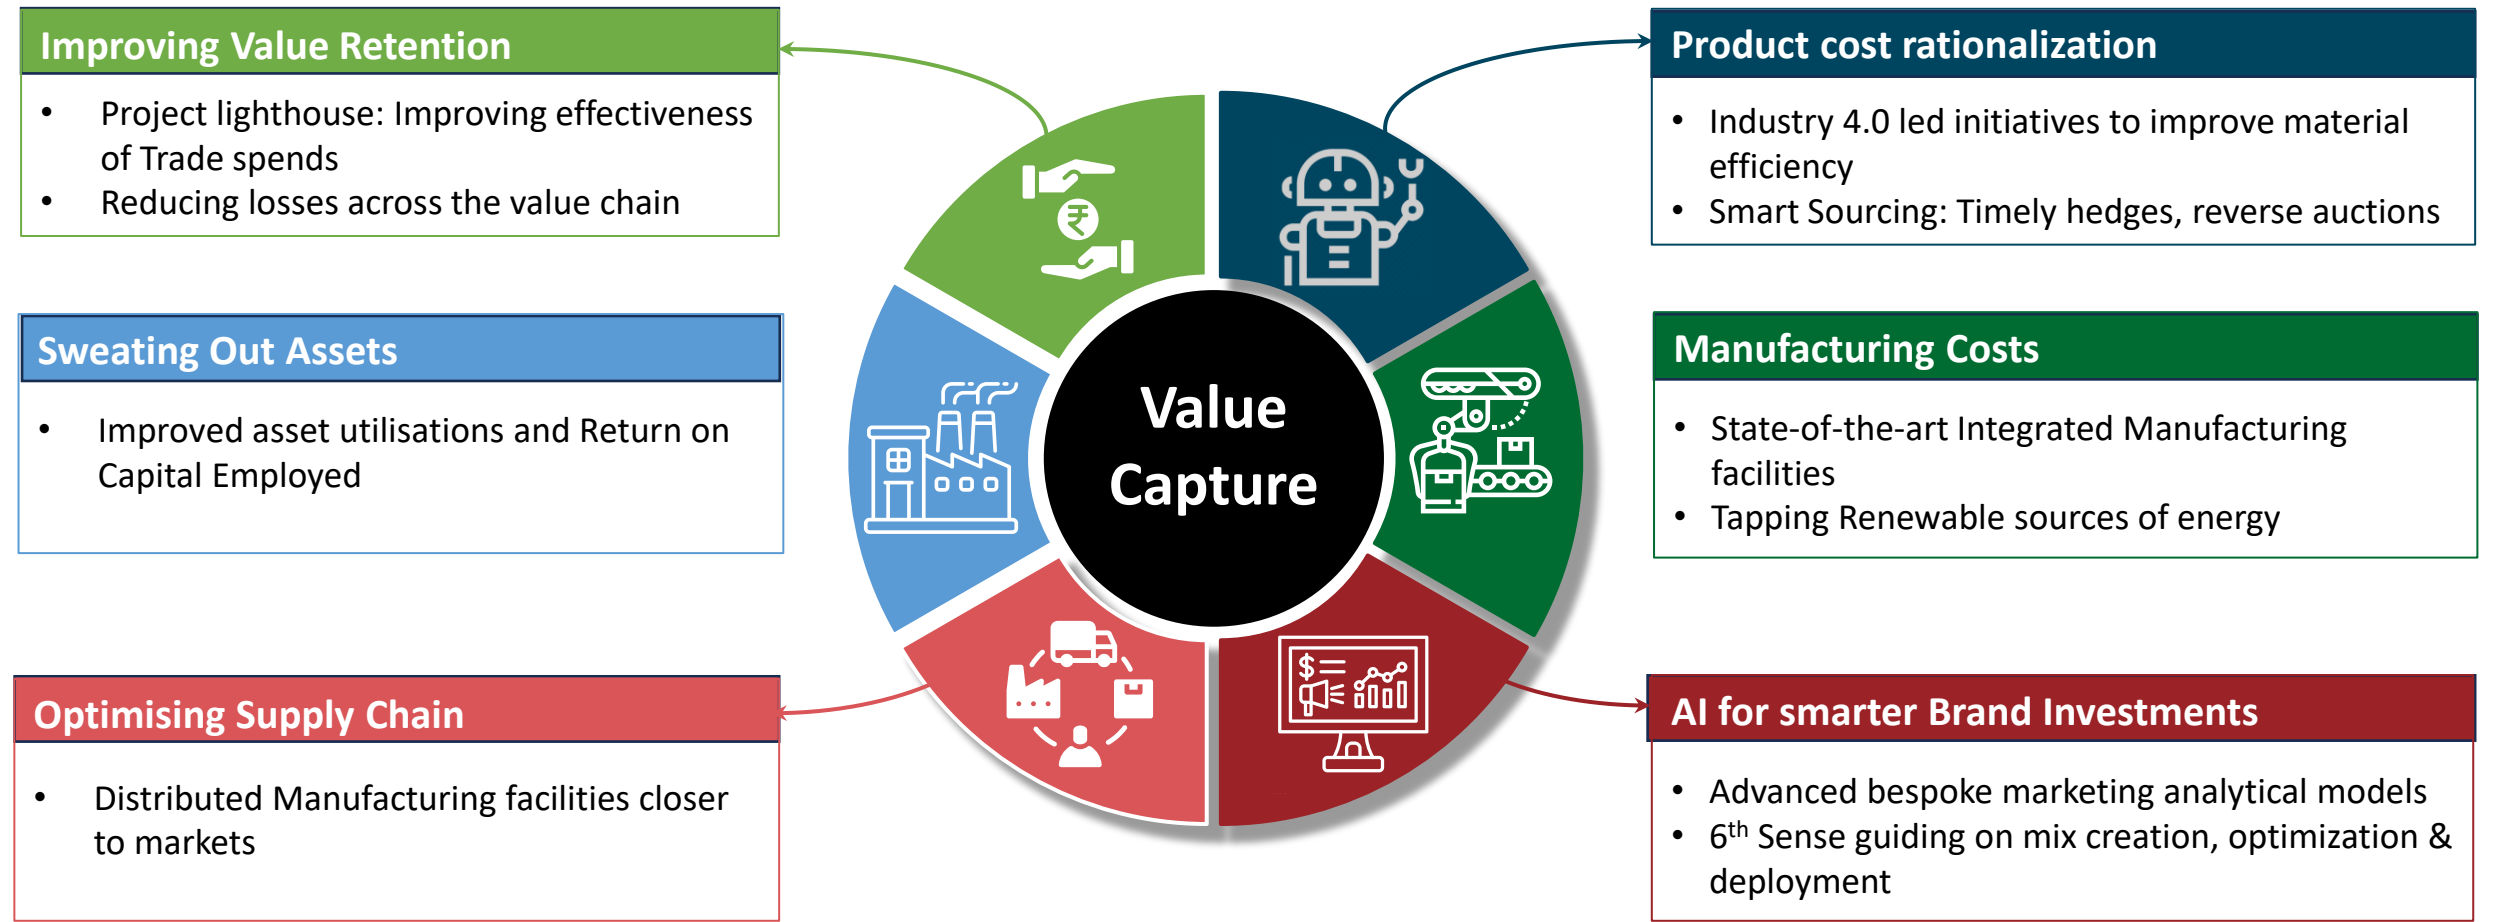 Improving Value Retention
• Project lighthouse: Improving effectiveness
of Trade spends
• Reducing losses across the value chain
Sweating Out Assets
• Improved asset utilisations and Return on
Capital Employed
Optimising Supply Chain
• Distributed Manufacturing facilities closer
to markets
Value
Capture
₹
$
Product cost rationalization
• Industry 4.0 led initiatives to improve material
efficiency
• Smart Sourcing: Timely hedges, reverse auctions
Manufacturing Costs
• State-of-the-art Integrated Manufacturing
facilities
• Tapping Renewable sources of energy
AI for smarter Brand Investments
• Advanced bespoke marketing analytical models
• 6th Sense guiding on mix creation, optimization &
deployment